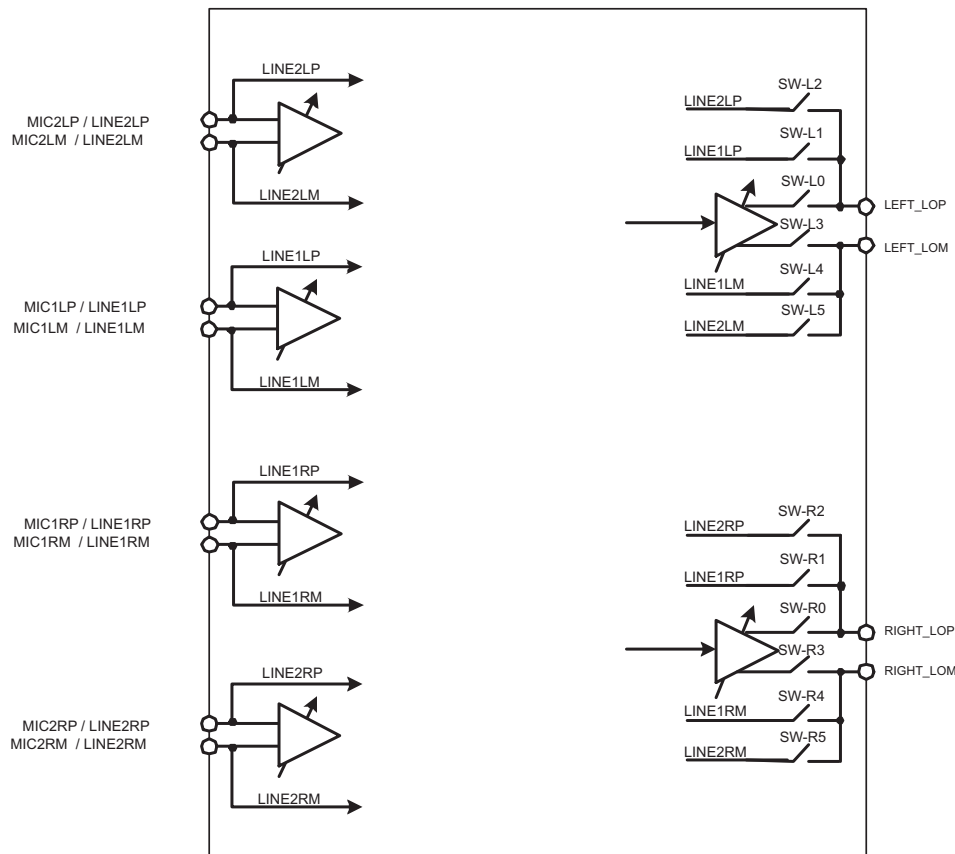 LINE2LP
MIC2LP / LINE2LP
MIC2LM / LINE2LM
LINE2LM
LINE1LP
MIC1LP / LINE1LP
MIC1LM / LINE1LM
LINE1LM
LINE1RP
MIC1RP / LINE1RP
MIC1RM / LINE1RM
LINE1RM
LINE2RP
MIC2RP / LINE2RP
MIC2RM / LINE2RM
LINE2RM
SW-L2
LINE2LP
SW-L1
LINE1LP
SW-L0
LEFT_LOP
SW-L3
LEFT_LOM
SW-L4
LINE1LM
SW-L5
LINE2LM
SW-R2
LINE2RP
SW-R1
LINE1RP
SW-R0
RIGHT_LOP
SW-R3
RIGHT_LOM
SW-R4
LINE1RM
SW-R5
LINE2RM